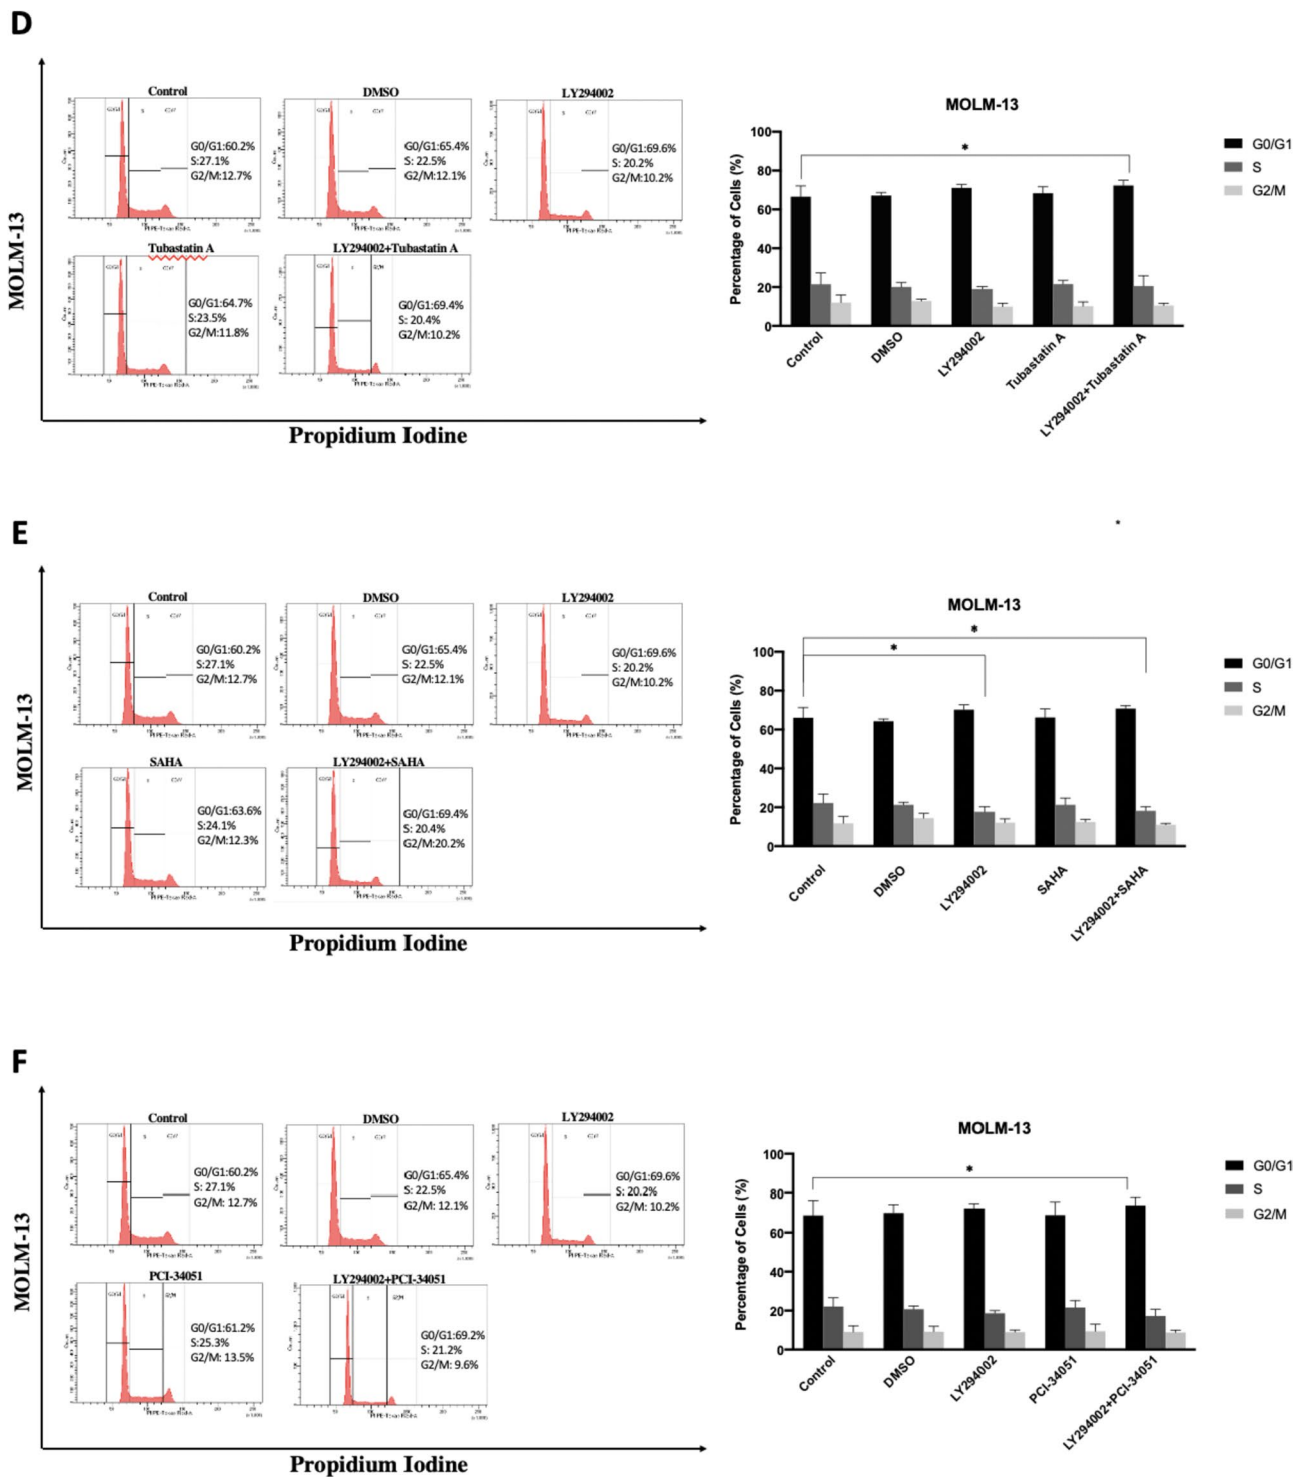 D
MOLM-13
Control
G0/G1:60.2%
S:27.1%
G2/M:12.7%
DMSO
G0/G1:65.4%
S: 22.5%
G2/M:12.1%
LY294002
G0/G1:69.6%
S: 20.2%
G2/M:10.2%
Tubastatin A
G0/G1:64.7%
S:23.5%
G2/M:11.8%
LY294002+Tubastatin A
G0/G1:69.4%
S: 20.4%
G2/M:10.2%
Propidium Iodine
MOLM-13
Percentage of Cells (%)
100
80
60
40
20
0
*
G0/G1
S
G2/M
Control
DMSO
LY294002
Tubastatin A
LY294002+Tubastatin A
E
*
MOLM-13
Control
G0/G1:60.2%
S:27.1%
G2/M:12.7%
DMSO
G0/G1:65.4%
S: 22.5%
G2/M:12.1%
LY294002
G0/G1:69.6%
S: 20.2%
G2/M:10.2%
SAHA
G0/G1:63.6%
S:24.1%
G2/M:12.3%
LY294002+SAHA
G0/G1:69.4%
S: 20.4%
G2/M:20.2%
Propidium Iodine
MOLM-13
Percentage of Cells (%)
100
80
60
40
20
0
*
*
G0/G1
S
G2/M
Control
DMSO
LY294002
SAHA
LY294002+SAHA
F
MOLM-13
Control
G0/G1:60.2%
S: 27.1%
G2/M: 12.7%
DMSO
G0/G1:65.4%
S: 22.5%
G2/M: 12.1%
LY294002
G0/G1:69.6%
S: 20.2%
G2/M: 10.2%
PCI-34051
G0/G1:61.2%
S:25.3%
G2/M: 13.5%
LY294002+PCI-34051
G0/G1:69.2%
S: 21.2%
G2/M: 9.6%
Propidium Iodine
MOLM-13
Percentage of Cells (%)
100
80
60
40
20
0
*
G0/G1
S
G2/M
Control
DMSO
LY294002
PCI-34051
LY294002+PCI-34051